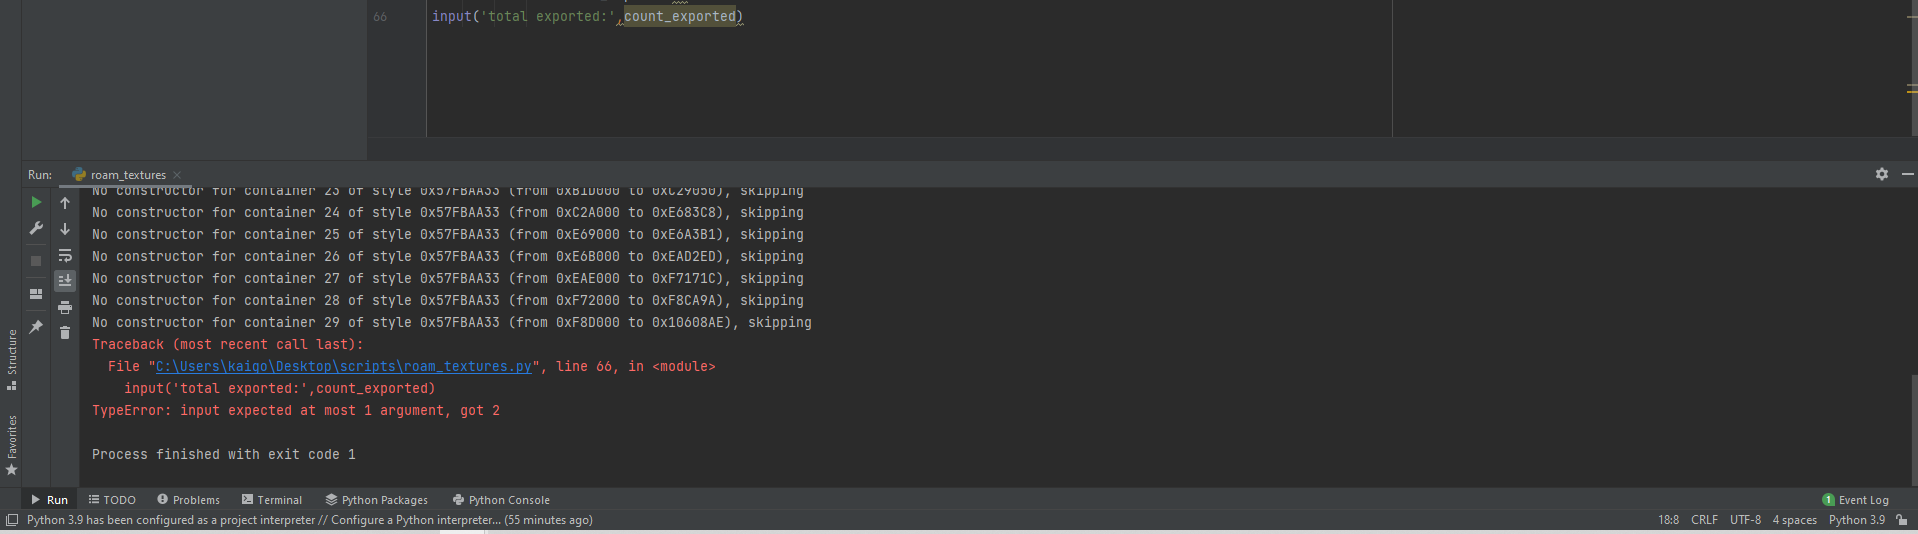 66 input('total exported:',count_exported)
Run: roam_textures
No constructor for container 23 of style 0x57FBAA33 (from 0xB1D000 to 0xC29050), skipping
No constructor for container 24 of style 0x57FBAA33 (from 0xC2A000 to 0xE683C8), skipping
No constructor for container 25 of style 0x57FBAA33 (from 0xE69000 to 0xE6A3B1), skipping
No constructor for container 26 of style 0x57FBAA33 (from 0xE6B000 to 0xEAD2ED), skipping
No constructor for container 27 of style 0x57FBAA33 (from 0xEAE000 to 0xF7171C), skipping
No constructor for container 28 of style 0x57FBAA33 (from 0xF72000 to 0xF8CA9A), skipping
No constructor for container 29 of style 0x57FBAA33 (from 0xF8D000 to 0x10608AE), skipping
Traceback (most recent call last):
File "C:\Users\kaiqo\Desktop\scripts\roam_textures.py", line 66, in <module>
input('total exported:',count_exported)
TypeError: input expected at most 1 argument, got 2
Process finished with exit code 1
Structure
Favorites
Run TODO Problems Terminal Python Packages Python Console 1 Event Log
Python 3.9 has been configured as a project interpreter // Configure a Python interpreter... (55 minutes ago) 18:8 CRLF UTF-8 4 spaces Python 3.9